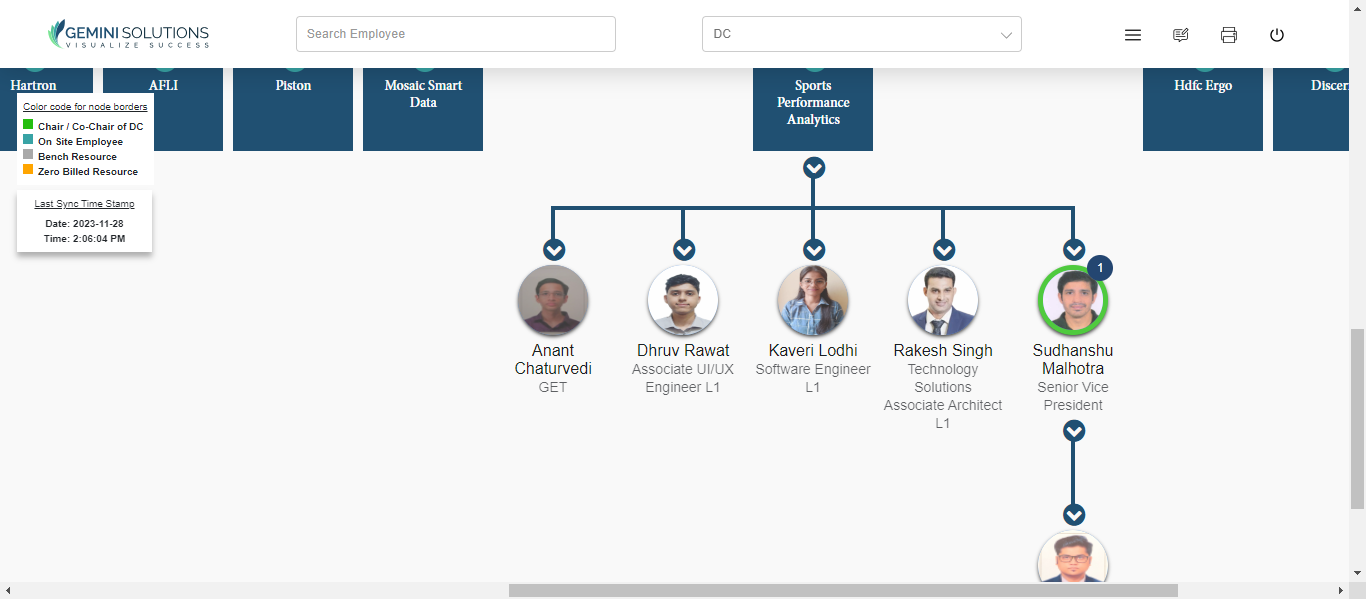 GEMINI SOLUTIONS
VISUALIZE SUCCESS
Search Employee
DC
Hartron
AFLI
Piston
Mosaic Smart
Data
Sports
Performance
Analytics
Hdfc Ergo
Discer
Color code for node borders
Chair / Co-Chair of DC
On Site Employee
Bench Resource
Zero Billed Resource
Last Sync Time Stamp
Date: 2023-11-28
Time: 2:06:04 PM
1
Anant
Chaturvedi
GET
Dhruv Rawat
Associate UI/UX
Engineer L1
Kaveri Lodhi
Software Engineer
L1
Rakesh Singh
Technology
Solutions
Associate Architect
L1
Sudhanshu
Malhotra
Senior Vice
President